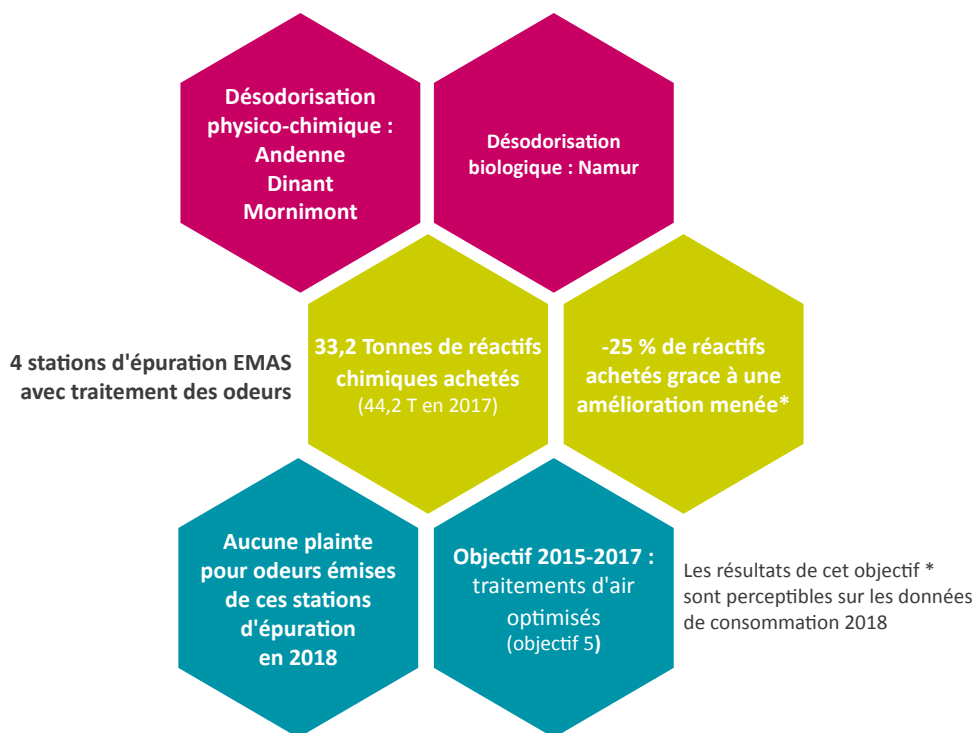 Désodorisation
physico-chimique :
Andenne
Dinant
Mornimont
Désodorisation
biologique : Namur
4 stations d'épuration EMAS
avec traitement des odeurs
33,2 Tonnes de réactifs
chimiques achetés
(44,2 T en 2017)
-25 % de réactifs
achetés grace à une
amélioration menée*
Aucune plainte
pour odeurs émises
de ces stations
d'épuration
en 2018
Objectif 2015-2017 :
traitements d'air
optimisés
(objectif 5)
Les résultats de cet objectif *
sont perceptibles sur les données
de consommation 2018